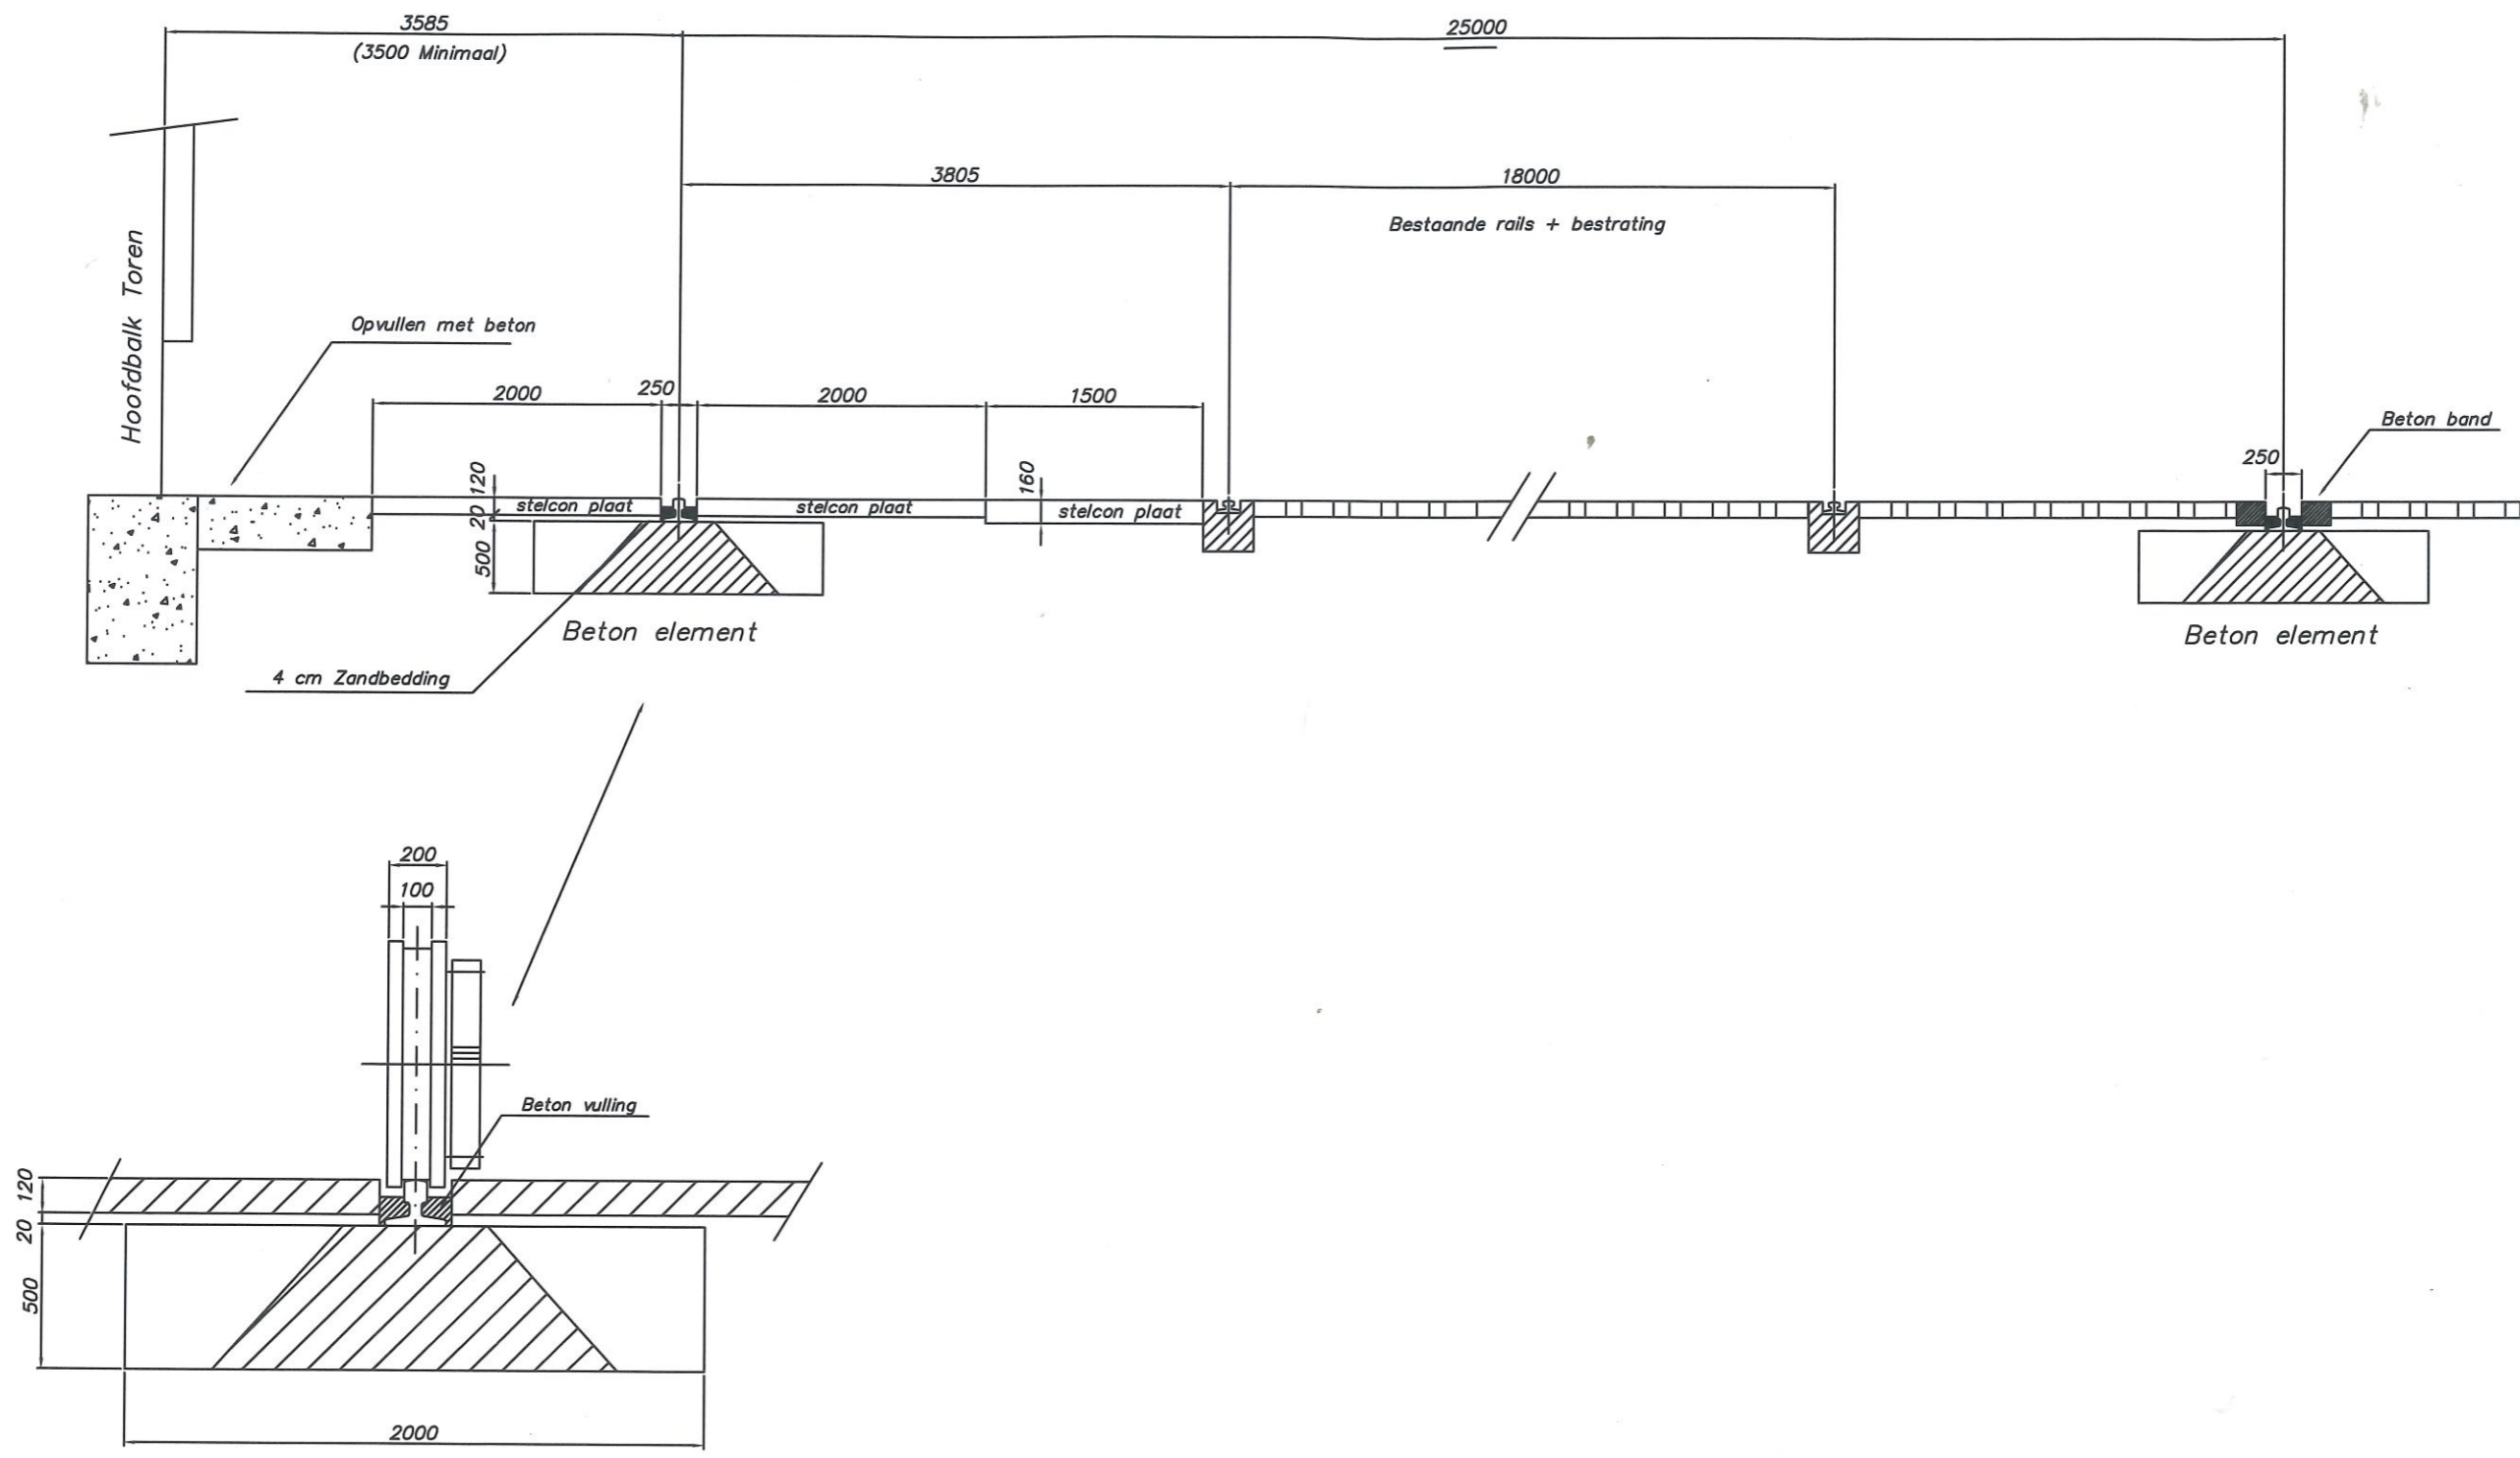 3585
25000
(3500 Minimaal)
3805
18000
Bestaande rails + bestrating
Hoofdbalk Toren
Opvullen met beton
2000
250
2000
1500
Beton band
250
120
160
stelcon plaat
stelcon plaat
stelcon plaat
20
500
Beton element
Beton element
4 cm Zandbedding
200
100
Beton vulling
120
20
500
2000